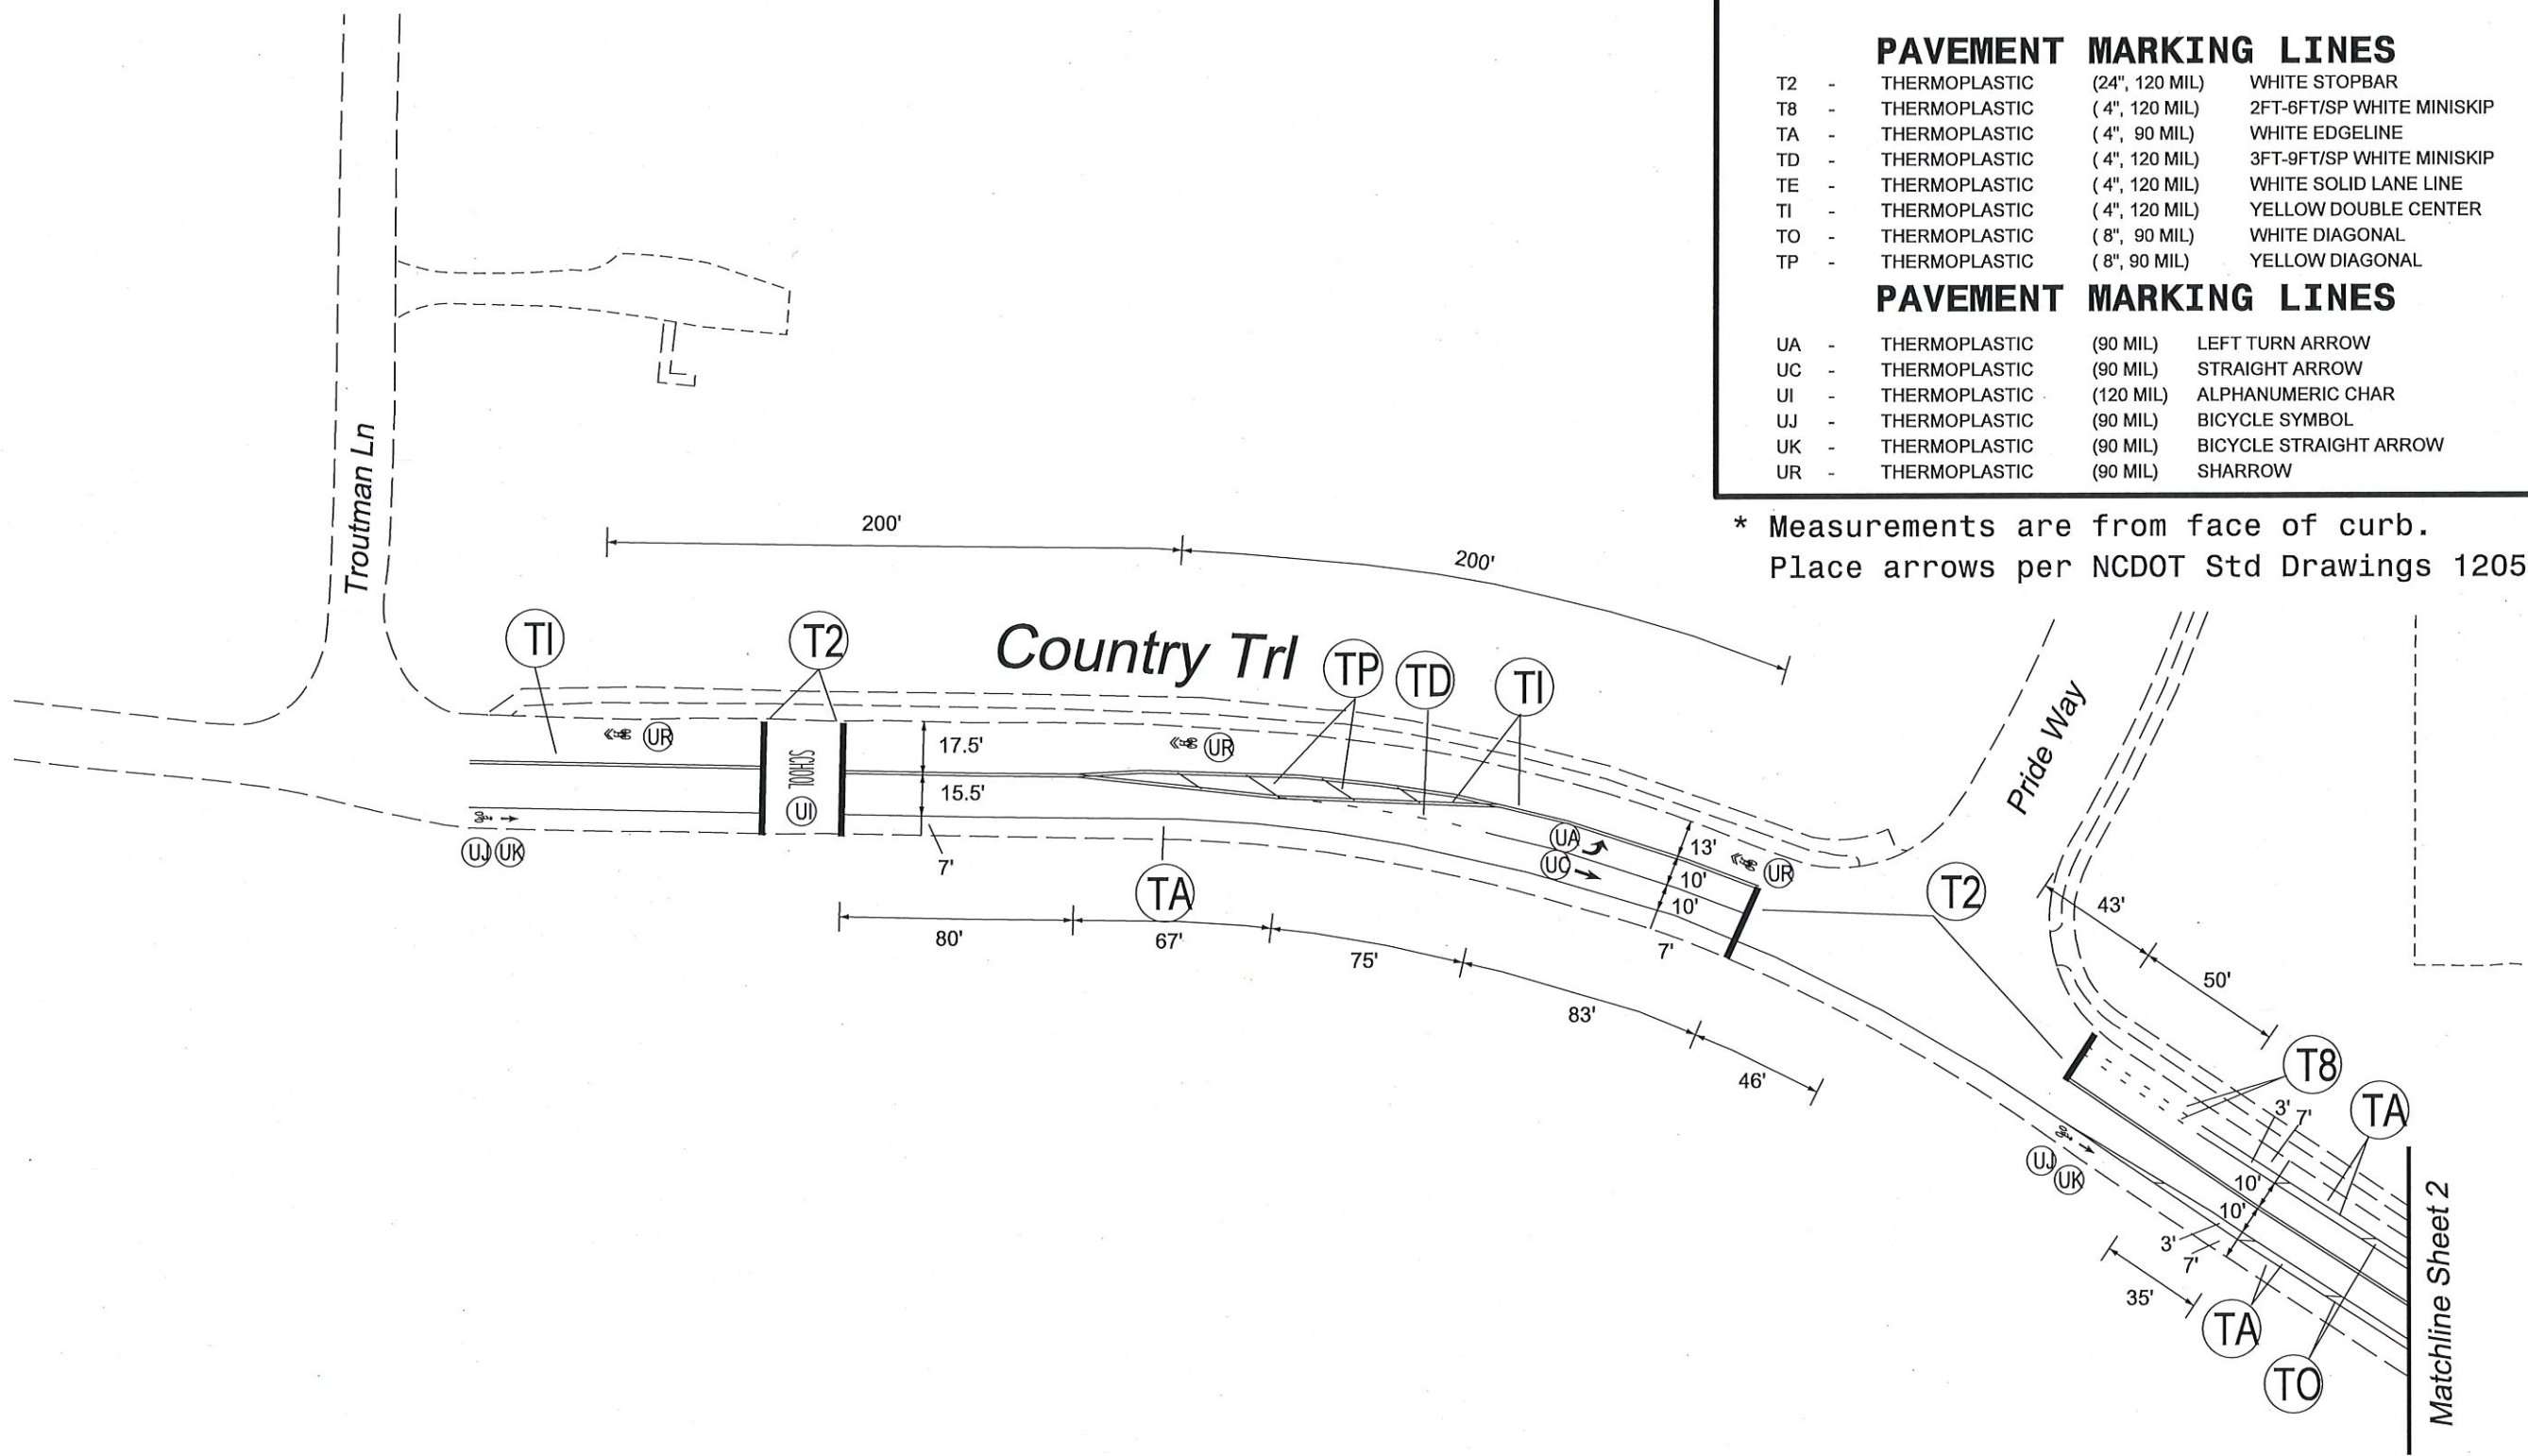 PAVEMENT MARKING LINES
T2 - THERMOPLASTIC (24", 120 MIL) WHITE STOPBAR
T8 - THERMOPLASTIC ( 4", 120 MIL) 2FT-6FT/SP WHITE MINISKIP
TA - THERMOPLASTIC ( 4", 90 MIL) WHITE EDGELINE
TD - THERMOPLASTIC ( 4", 120 MIL) 3FT-9FT/SP WHITE MINISKIP
TE - THERMOPLASTIC ( 4", 120 MIL) WHITE SOLID LANE LINE
TI - THERMOPLASTIC ( 4", 120 MIL) YELLOW DOUBLE CENTER
TO - THERMOPLASTIC ( 8", 90 MIL) WHITE DIAGONAL
TP - THERMOPLASTIC ( 8", 90 MIL) YELLOW DIAGONAL
PAVEMENT MARKING LINES
UA - THERMOPLASTIC (90 MIL) LEFT TURN ARROW
UC - THERMOPLASTIC (90 MIL) STRAIGHT ARROW
UI - THERMOPLASTIC (120 MIL) ALPHANUMERIC CHAR
UJ - THERMOPLASTIC (90 MIL) BICYCLE SYMBOL
UK - THERMOPLASTIC (90 MIL) BICYCLE STRAIGHT ARROW
UR - THERMOPLASTIC (90 MIL) SHARROW
* Measurements are from face of curb.
Place arrows per NCDOT Std Drawings 1205
Troutman Ln
200'
200'
Country Trl
TI
T2
TP
TD
TI
UR
UR
SCHOOL
UI
17.5'
15.5'
7'
UJ UK
TA
UA
UC
13'
10'
10'
7'
UR
T2
80'
67'
75'
83'
46'
Pride Way
43'
50'
T8
TA
3'
7'
10'
10'
3'
7'
UJ
UK
35'
TA
TO
Matchline Sheet 2